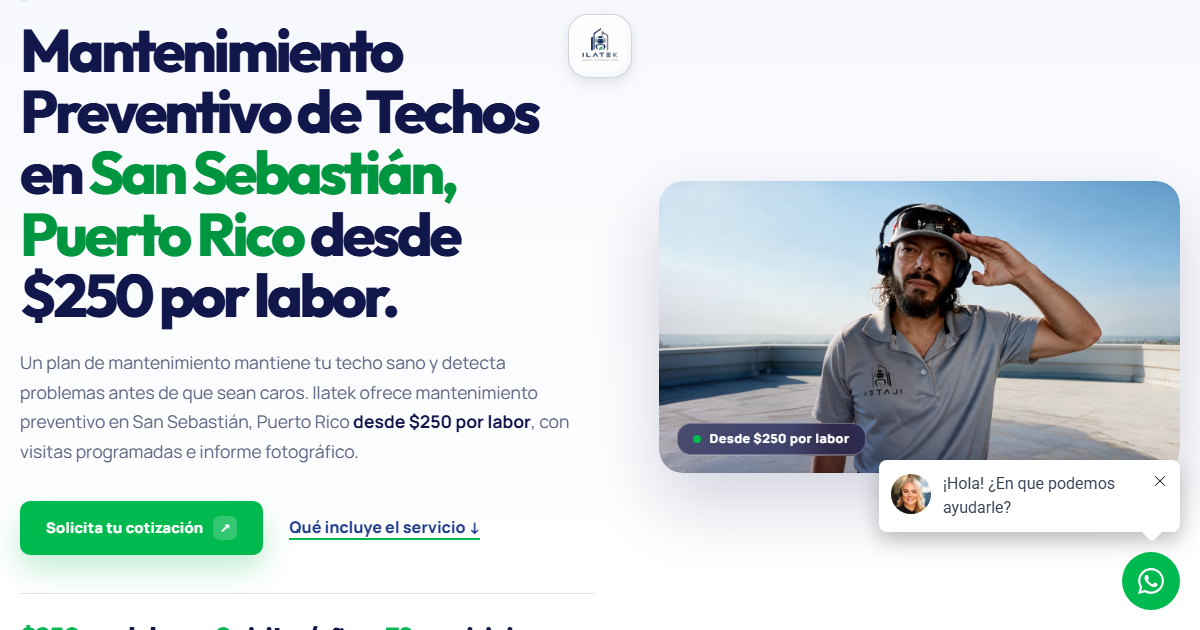 ILATEK
Mantenimiento
Preventivo de Techos
en San Sebastián,
Puerto Rico desde
$250 por labor.
Un plan de mantenimiento mantiene tu techo sano y detecta
problemas antes de que sean caros. Ilatek ofrece mantenimiento
preventivo en San Sebastián, Puerto Rico desde $250 por labor, con
visitas programadas e informe fotográfico.
Solicita tu cotización ↗
Qué incluye el servicio ↓
Desde $250 por labor
¡Hola! ¿En que podemos
ayudarle?